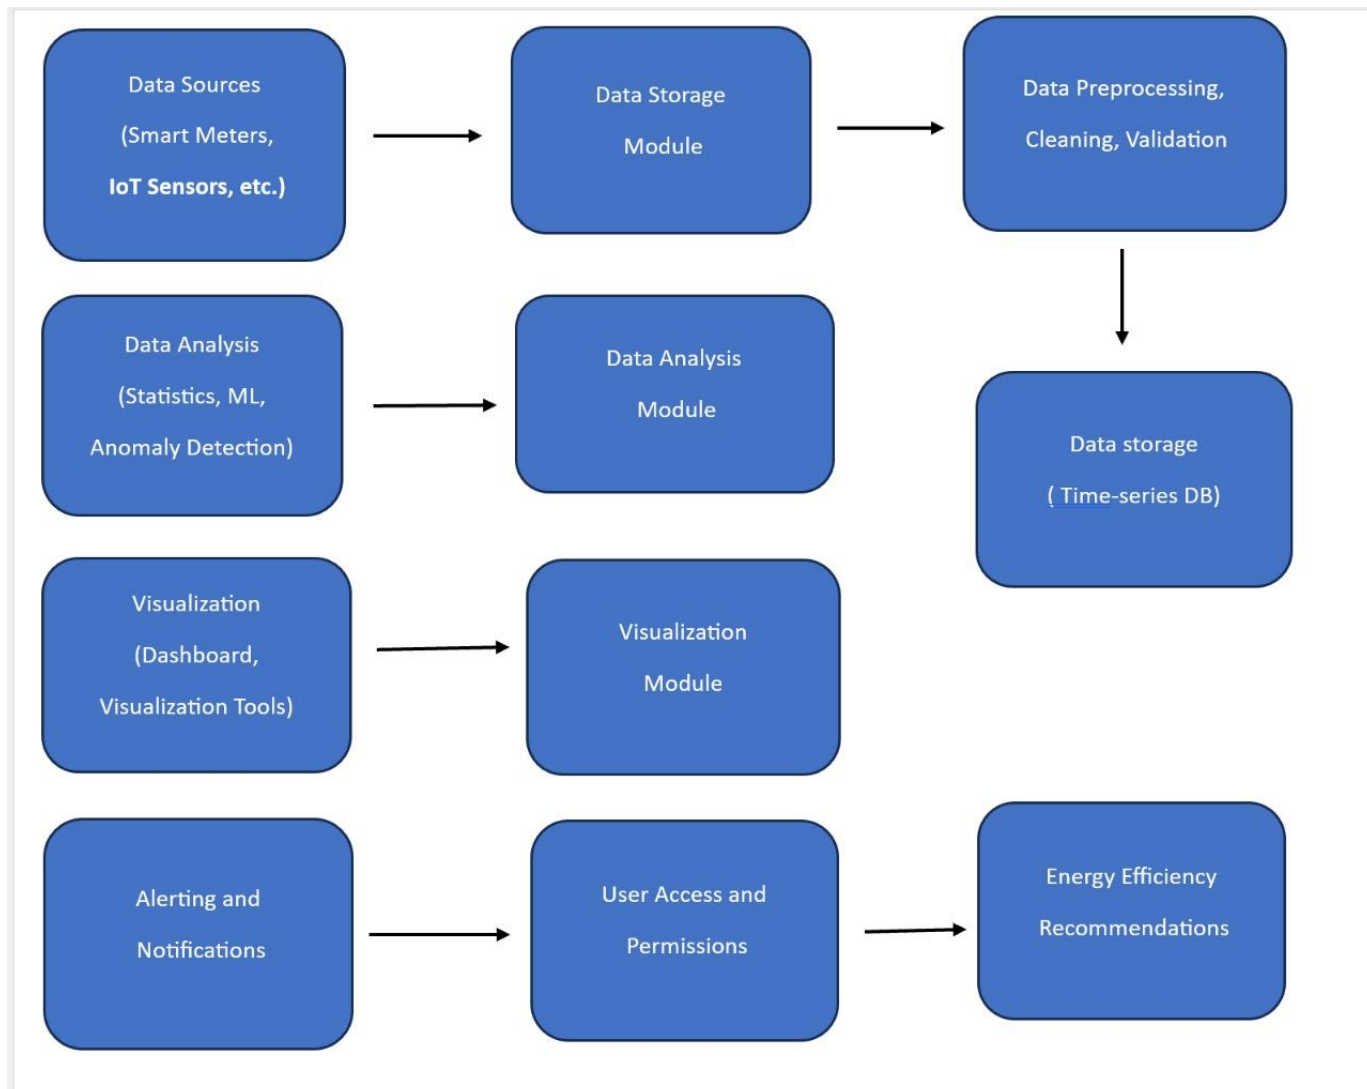 Data Sources
(Smart Meters,
IoT Sensors, etc.)
Data Storage
Module
Data Preprocessing,
Cleaning, Validation
Data Analysis
(Statistics, ML,
Anomaly Detection)
Data Analysis
Module
Data storage
( Time-series DB)
Visualization
(Dashboard,
Visualization Tools)
Visualization
Module
Alerting and
Notifications
User Access and
Permissions
Energy Efficiency
Recommendations